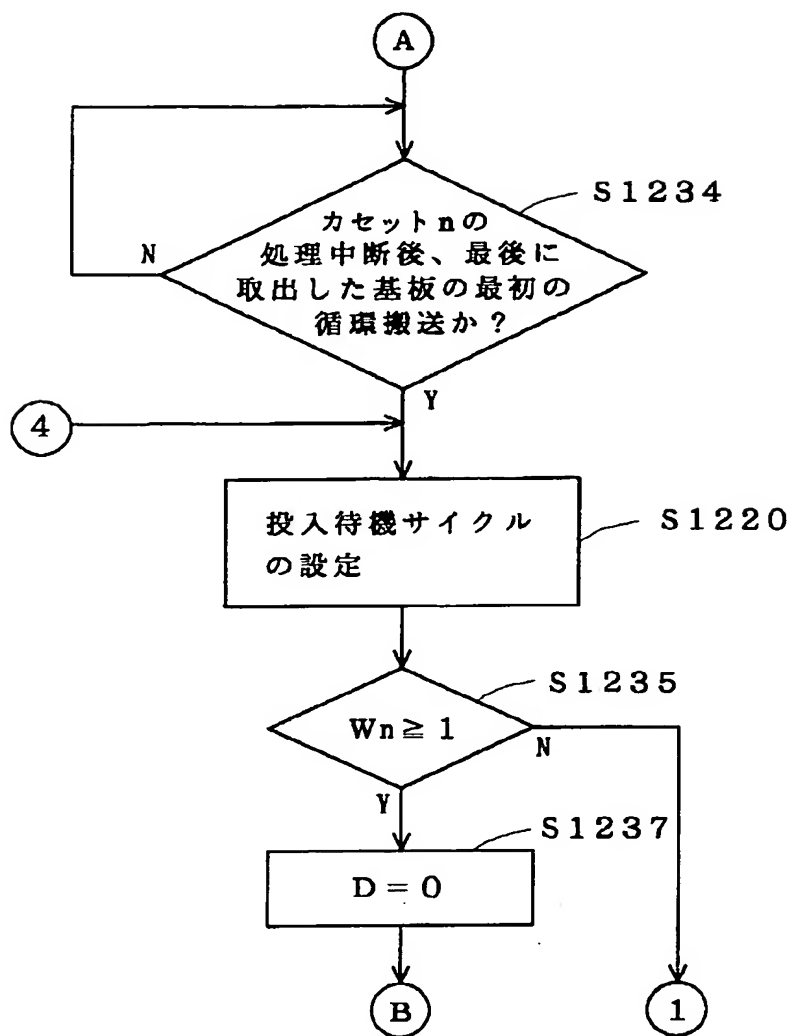 A
S1234
カセットnの
処理中断後、最後に
取出した基板の最初の
循環搬送か?
N
Y
4
投入待機サイクル
の設定
S1220
S1235
Wn≧1
N
Y
S1237
D=0
B
1